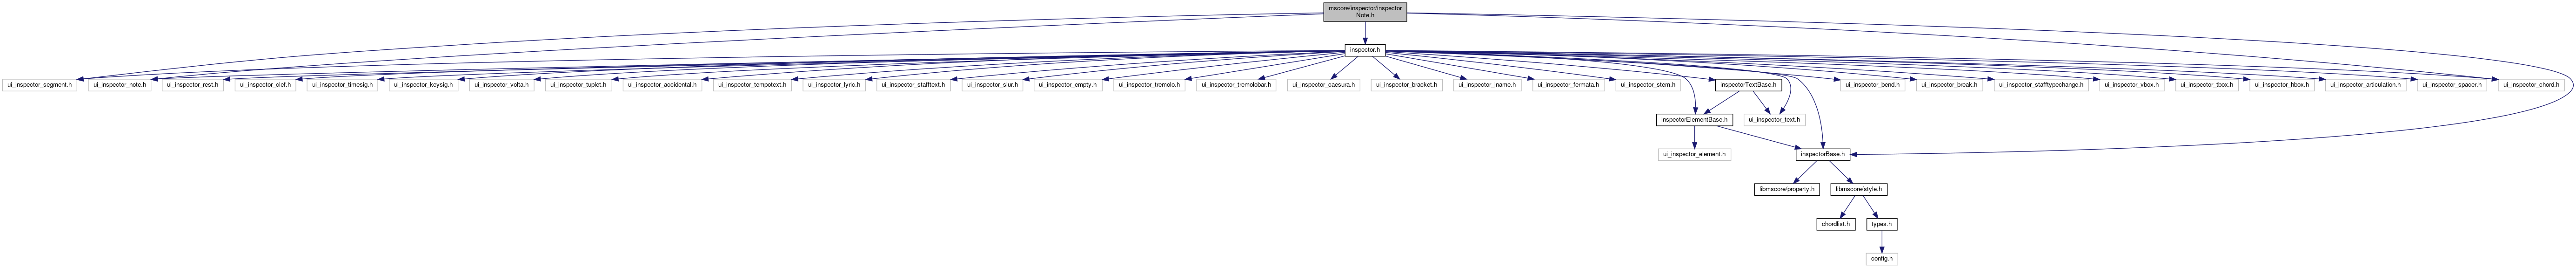 mscore/inspector/inspector
Note.h
inspector.h
ui_inspector_segment.h
ui_inspector_note.h
ui_inspector_rest.h
ui_inspector_clef.h
ui_inspector_timesig.h
ui_inspector_keysig.h
ui_inspector_volta.h
ui_inspector_tuplet.h
ui_inspector_accidental.h
ui_inspector_tempotext.h
ui_inspector_lyric.h
ui_inspector_stafftext.h
ui_inspector_slur.h
ui_inspector_empty.h
ui_inspector_tremolo.h
ui_inspector_tremolobar.h
ui_inspector_caesura.h
ui_inspector_bracket.h
ui_inspector_iname.h
ui_inspector_fermata.h
ui_inspector_stem.h
inspectorTextBase.h
ui_inspector_bend.h
ui_inspector_break.h
ui_inspector_stafftypechange.h
ui_inspector_vbox.h
ui_inspector_tbox.h
ui_inspector_hbox.h
ui_inspector_articulation.h
ui_inspector_spacer.h
ui_inspector_chord.h
inspectorElementBase.h
ui_inspector_text.h
ui_inspector_element.h
inspectorBase.h
libmscore/property.h
libmscore/style.h
chordlist.h
types.h
config.h